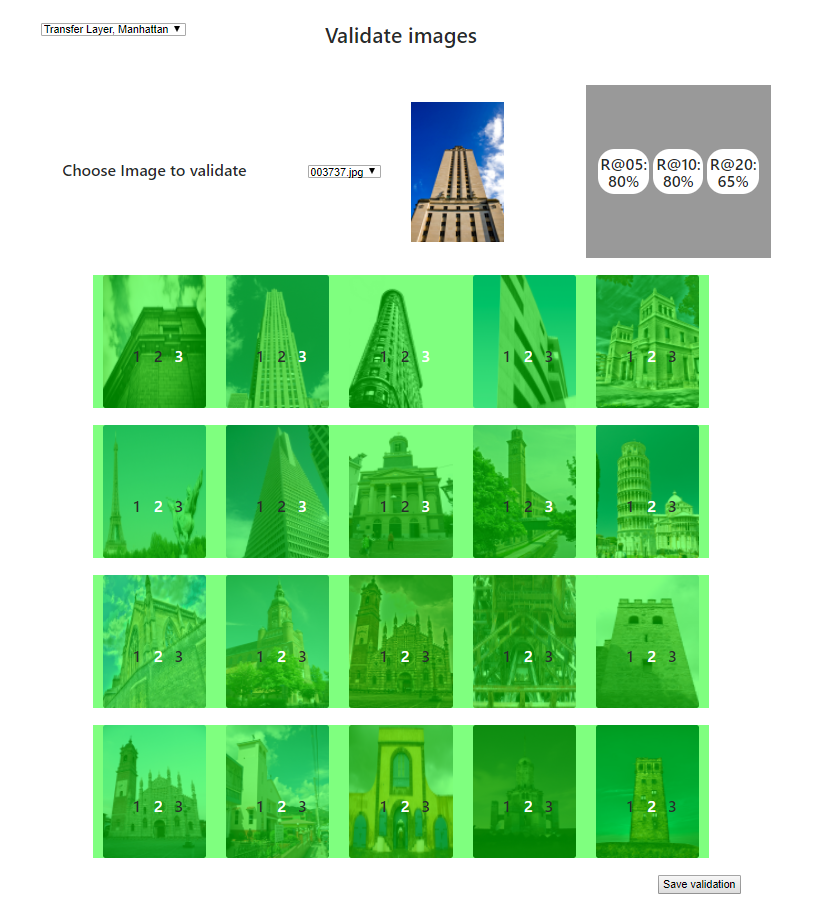 Transfer Layer, Manhattan
Validate images
Choose Image to validate
003737.jpg
R@05: R@10: R@20:
80% 80% 65%
1 2 3 1 2 3 1 2 3 1 2 3 1 2 3
1 2 3 1 2 3 1 2 3 1 2 3 1 2 3
1 2 3 1 2 3 1 2 3 1 2 3 1 2 3
1 2 3 1 2 3 1 2 3 1 2 3 1 2 3
Save validation